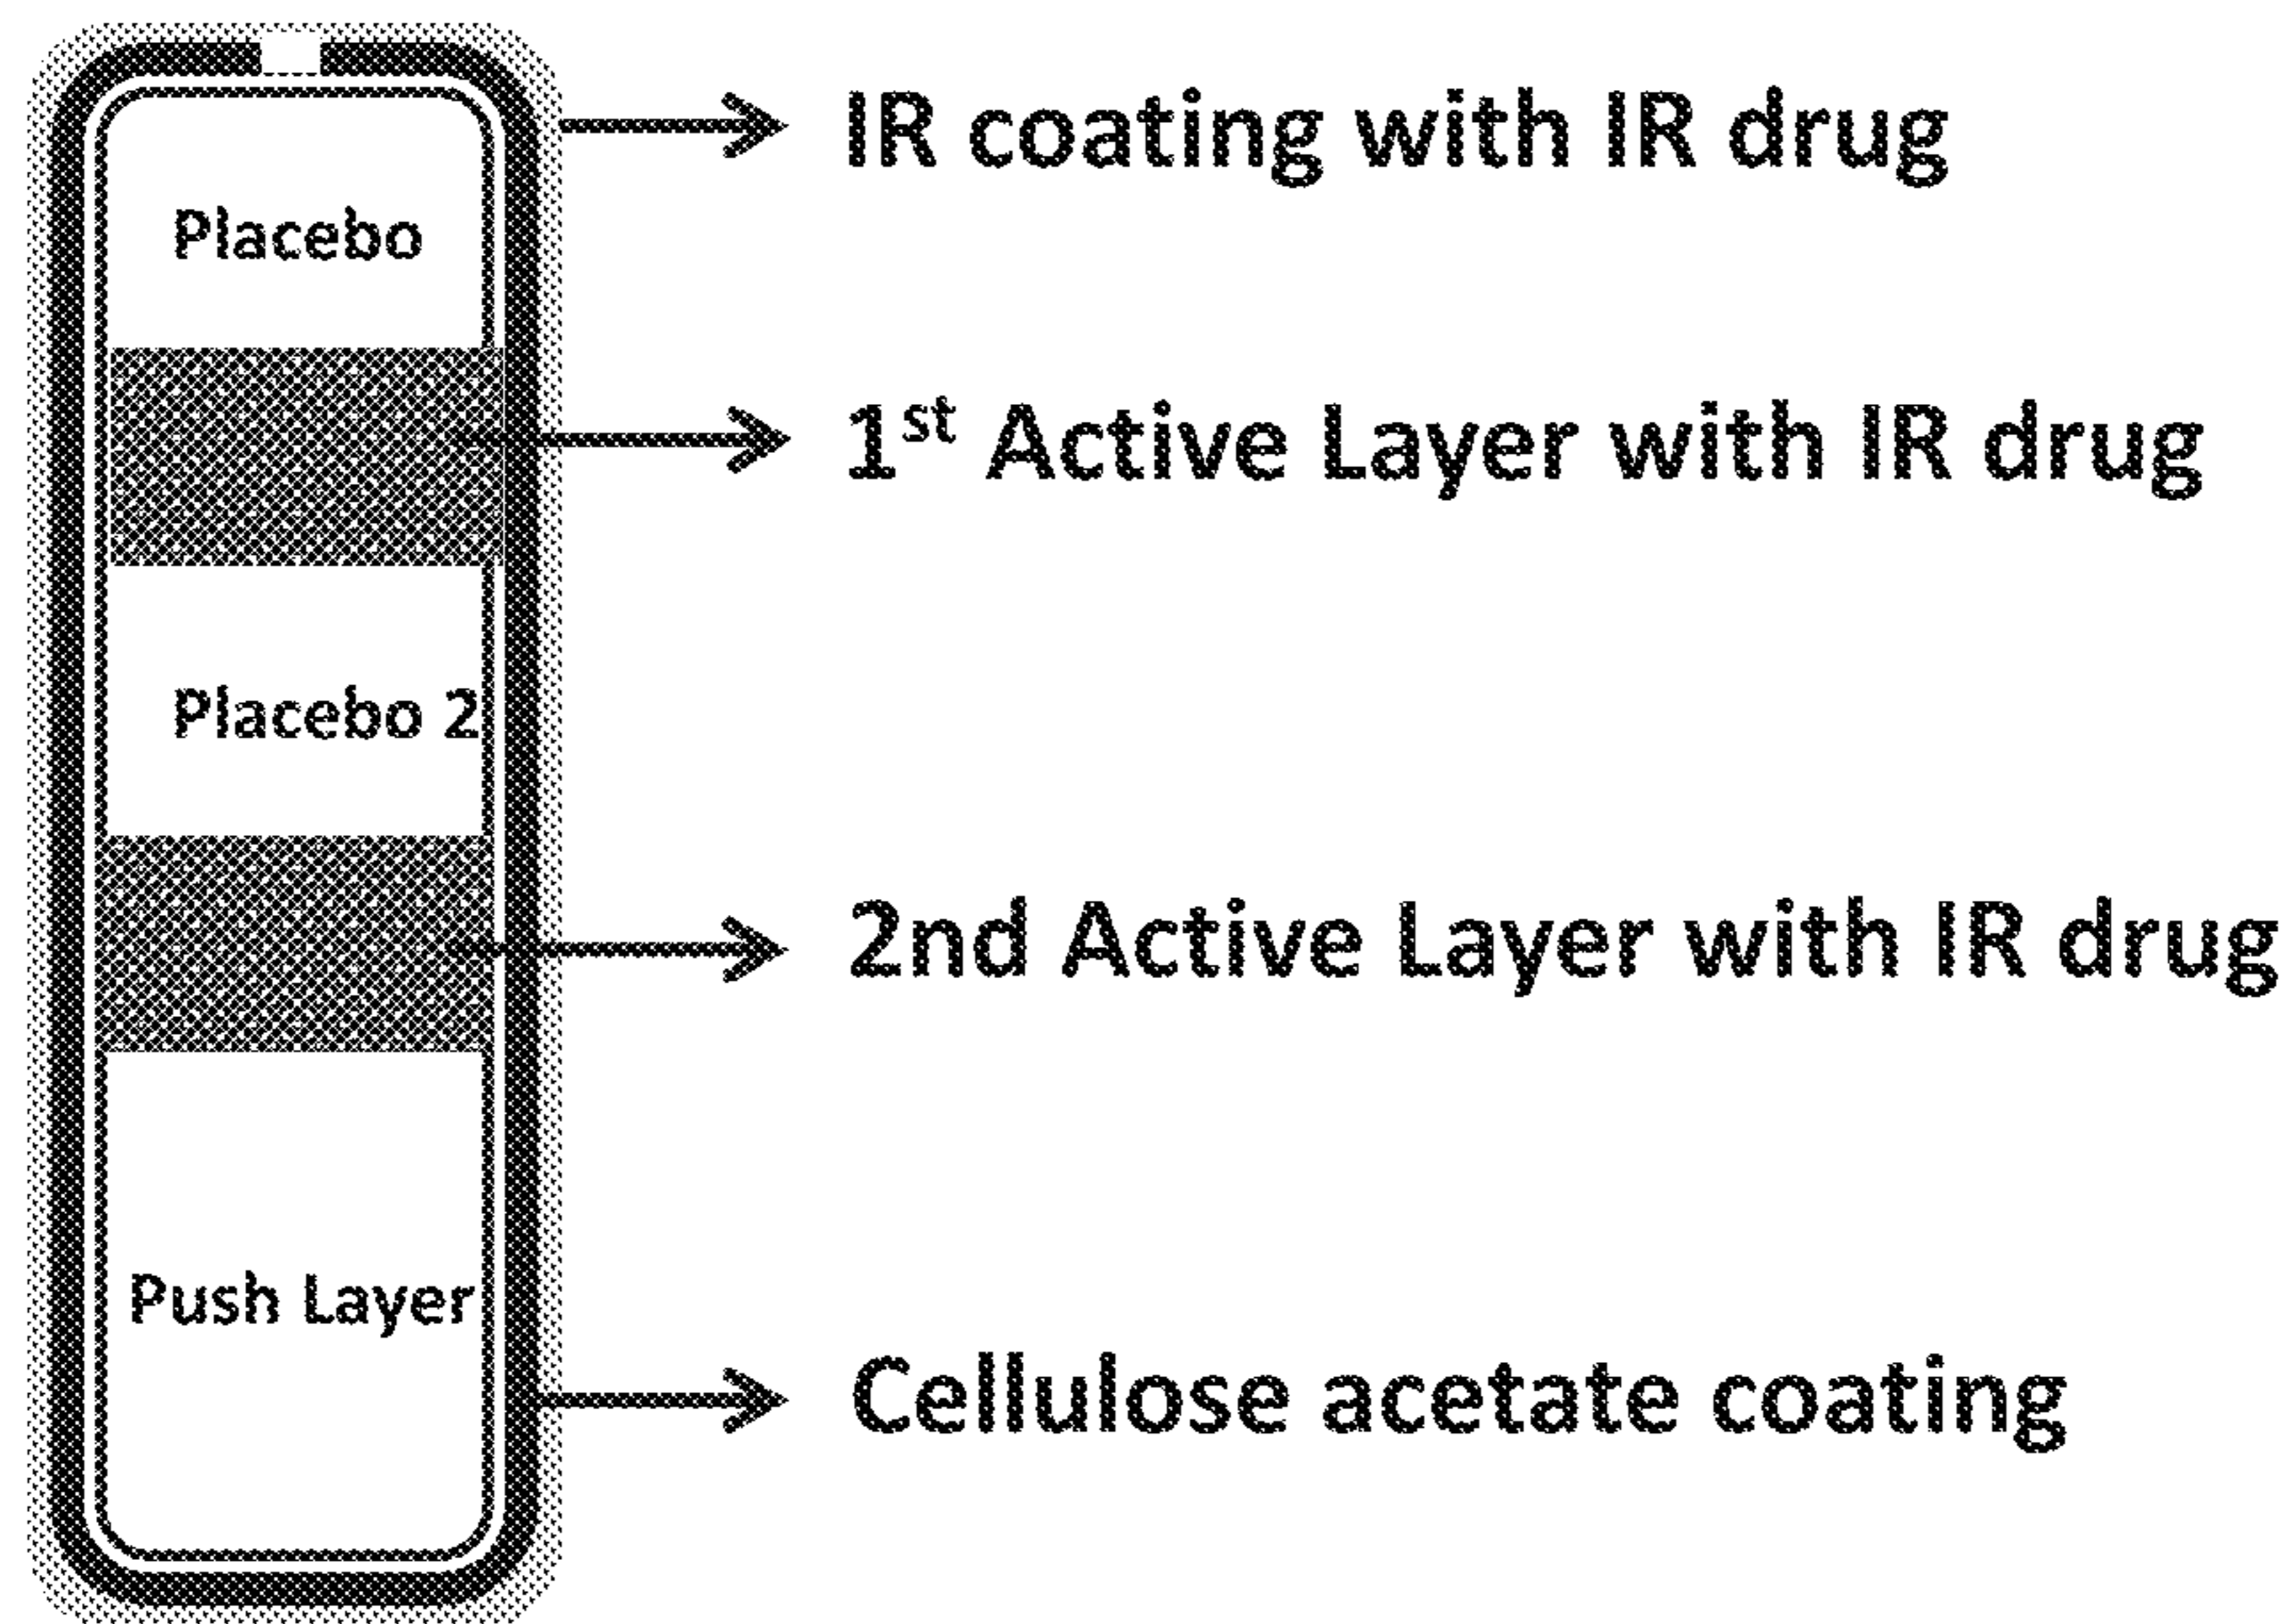 IR coating with IR drug
Placebo
1st Active Layer with IR drug
Placebo 2
2nd Active Layer with IR drug
Push Layer
Cellulose acetate coating